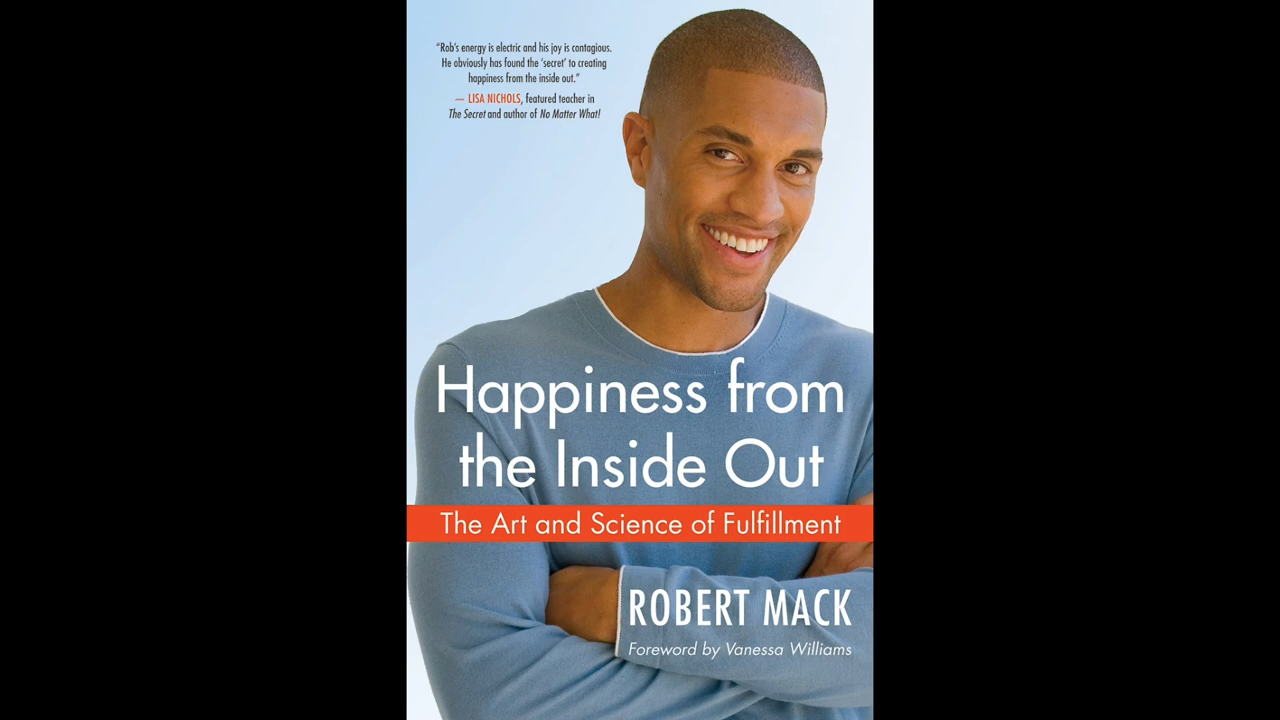 “Rob’s energy is electric and his joy is contagious.
He obviously has found the ‘secret’ to creating
happiness from the inside out.”
— LISA NICHOLS, featured teacher in
The Secret and author of No Matter What!
Happiness from
the Inside Out
The Art and Science of Fulfillment
ROBERT MACK
Foreword by Vanessa Williams